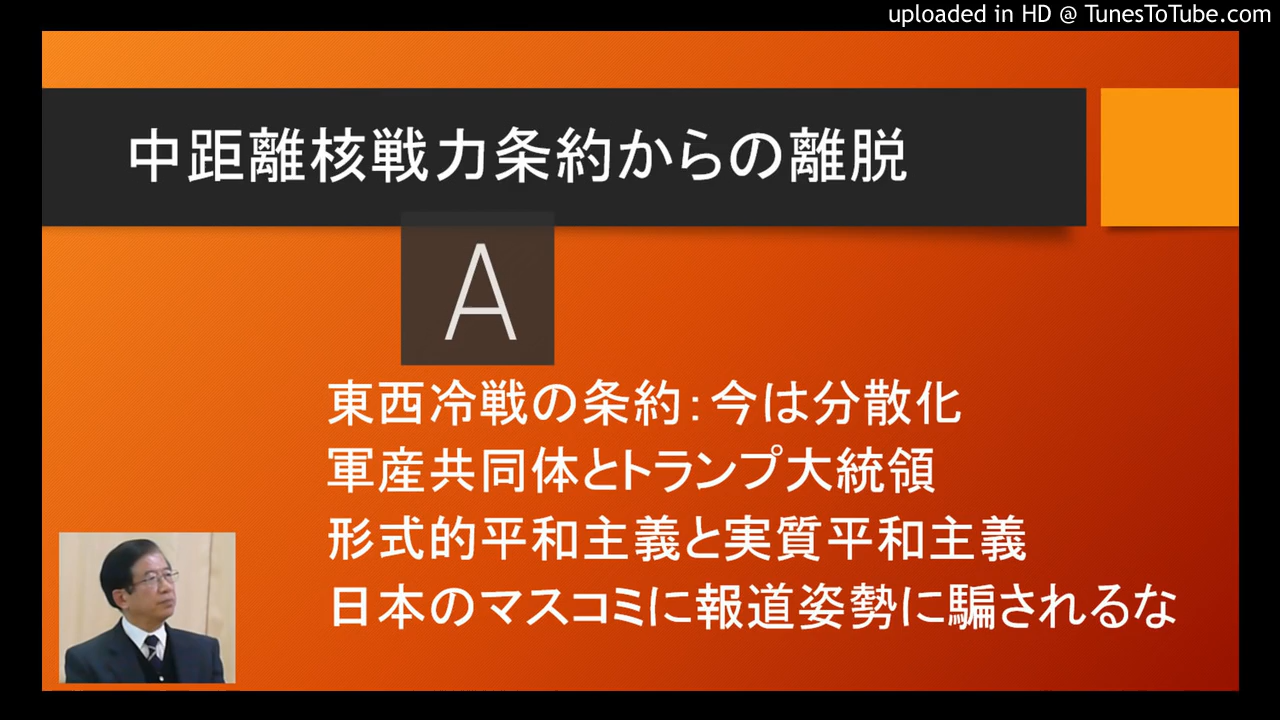 uploaded in HD @ TunesToTube.com
中距離核戦力条約からの離脱
A
東西冷戦の条約：今は分散化
軍産共同体とトランプ大統領
形式的平和主義と実質平和主義
日本のマスコミに報道姿勢に騙されるな